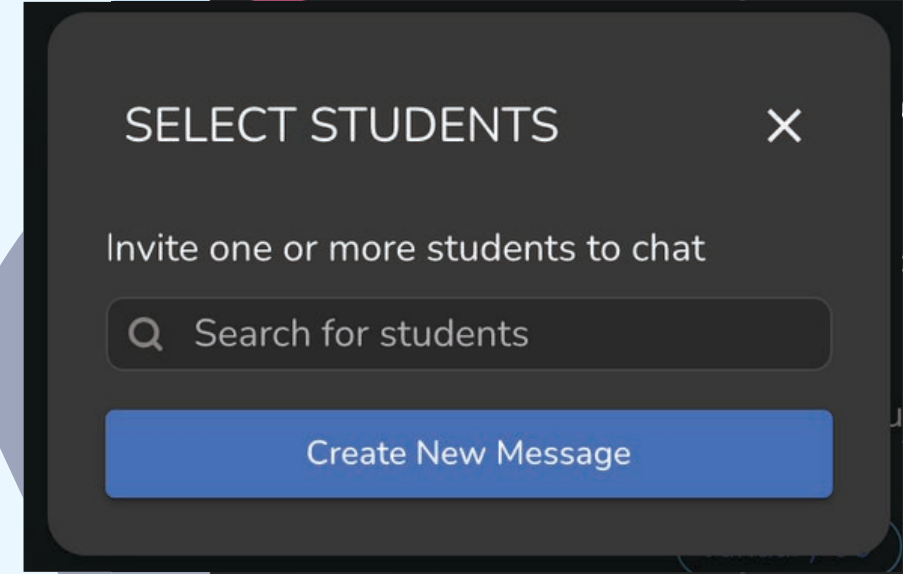 SELECT STUDENTS
Invite one or more students to chat
Search for students
Create New Message